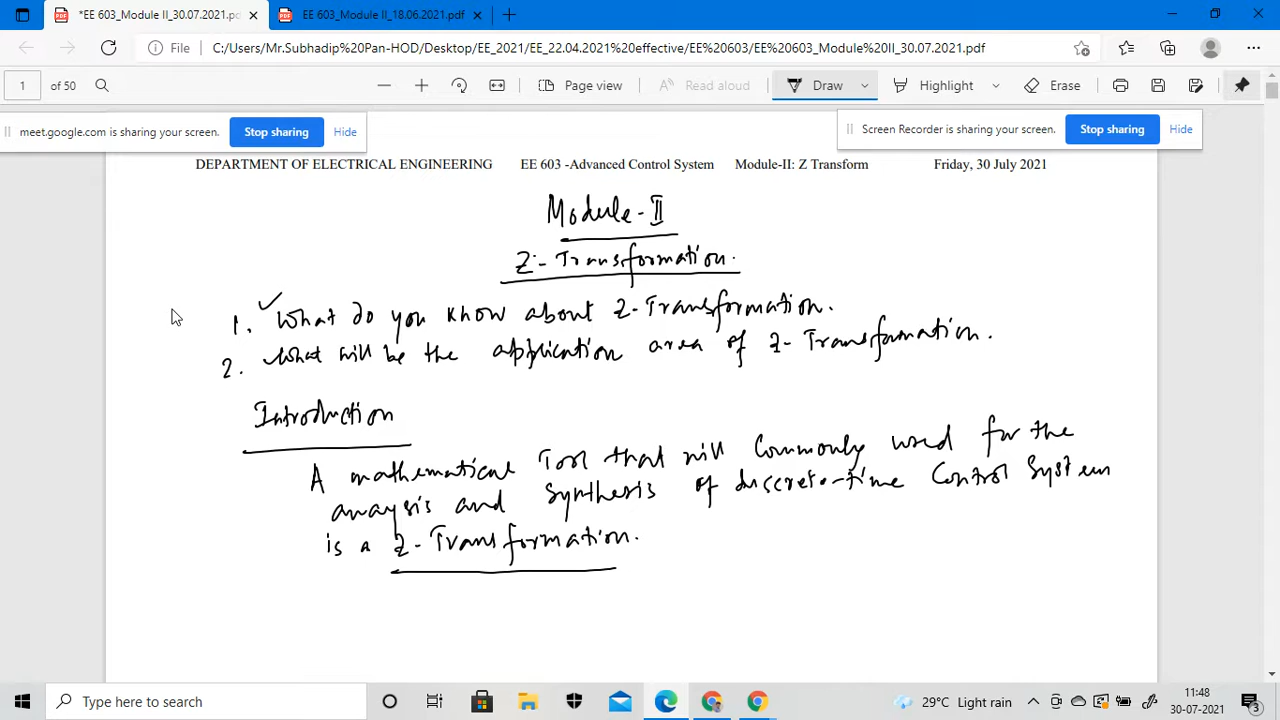 *EE 603_Module II_30.07.2021.pd
EE 603_Module II_18.06.2021.pdf
File C:/Users/Mr.Subhadip%20Pan-HOD/Desktop/EE_2021/EE_22.04.2021%20effective/EE%20603/EE%20603_Module%20II_30.07.2021.pdf
1 of 50 Page view Read aloud Draw Highlight Erase
meet.google.com is sharing your screen. Stop sharing Hide
Screen Recorder is sharing your screen. Stop sharing Hide
DEPARTMENT OF ELECTRICAL ENGINEERING EE 603 -Advanced Control System Module-II: Z Transform Friday, 30 July 2021
Module-II
Z-Transformation.
1. What do you know about Z-Transformation.
2. What will be the application area of Z-Transformation.
Introduction
A mathematical Tool that will Commonly used for the
anaysis and Synthesis of discrete-time Control System
is a Z-Transformation.
Type here to search
29°C Light rain
11:48
30-07-2021
3